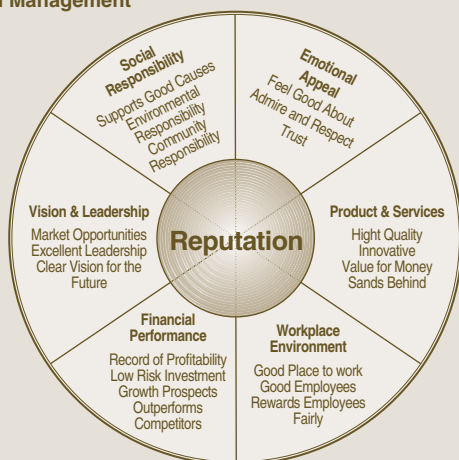 Management
Social
Responsibility
Supports Good Causes
Environmental
Responsibility
Community
Responsibility
Emotional
Appeal
Feel Good About
Admire and Respect
Trust
Vision & Leadership
Market Opportunities
Excellent Leadership
Clear Vision for the
Future
Reputation
Product & Services
Hight Quality
Innovative
Value for Money
Sands Behind
Financial
Performance
Record of Profitability
Low Risk Investment
Growth Prospects
Outperforms
Competitors
Workplace
Environment
Good Place to work
Good Employees
Rewards Employees
Fairly